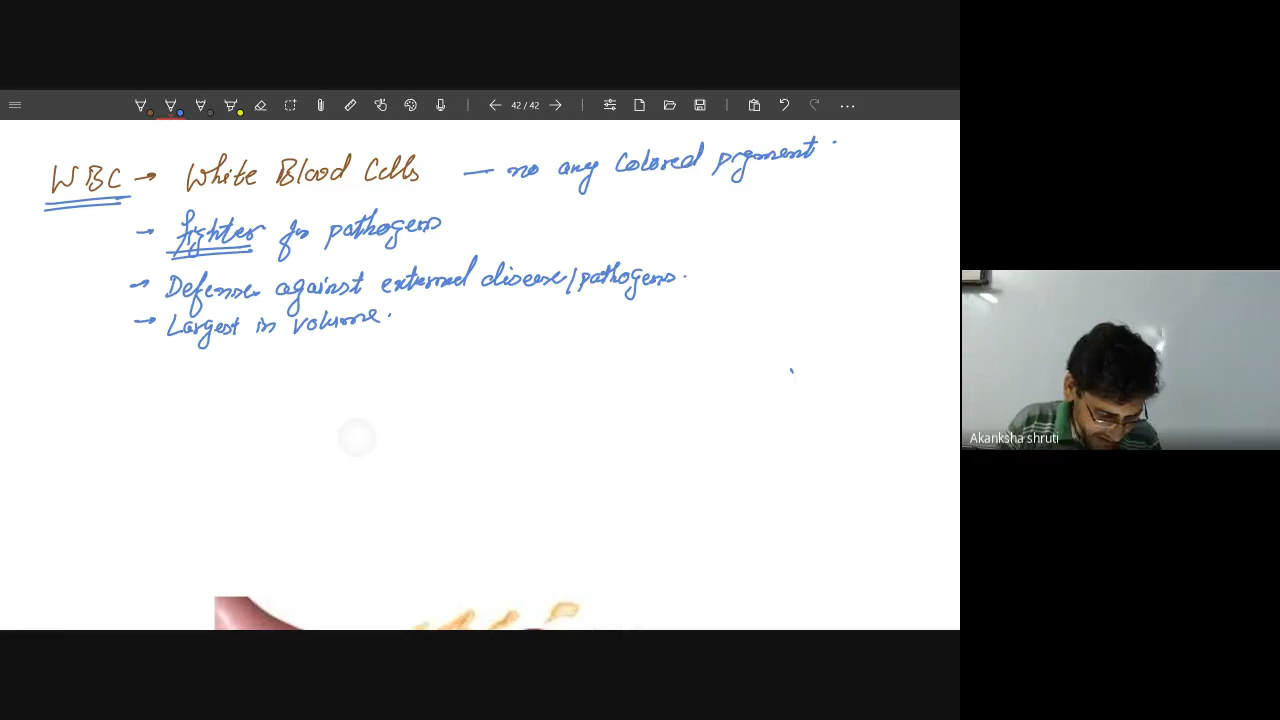 42/42
WBC → White Blood Cells — no any colored pigment.
→ fighter for pathogens
→ Defense against external disease/pathogens.
→ Largest in volume.
Akanksha shruti